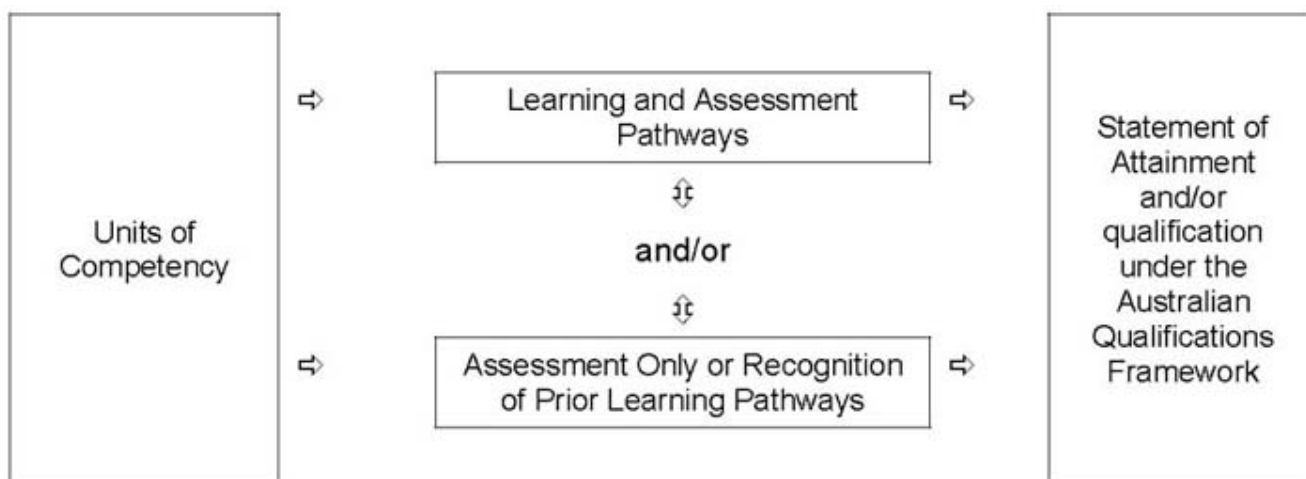 Units of
Competency
Learning and Assessment
Pathways
and/or
Assessment Only or Recognition
of Prior Learning Pathways
Statement of
Attainment
and/or
qualification
under the
Australian
Qualifications
Framework